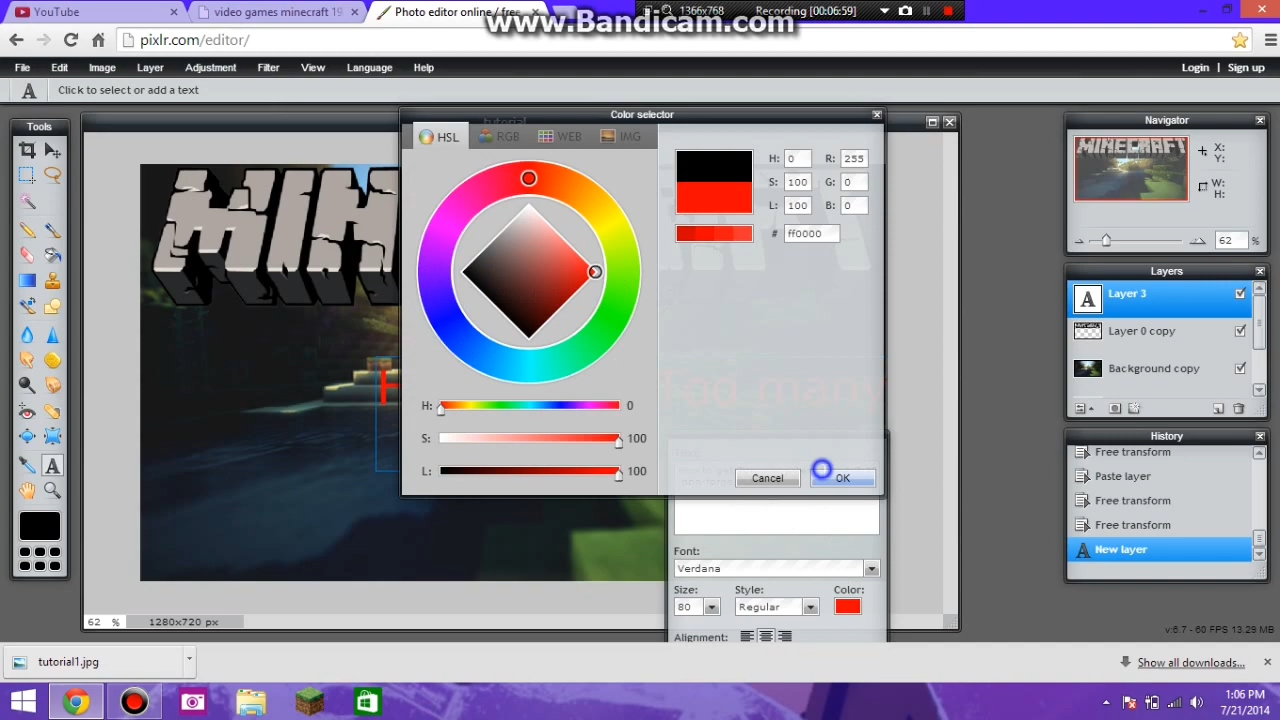 YouTube
video games minecraft 19
Photo editor online / free
1366x768
Recording [00:06:59]
www.Bandicam.com
pixlr.com/editor/
File Edit Image Layer Adjustment Filter View Language Help
Login | Sign up
A Click to select or add a text
Tools
tutorial
Color selector
HSL RGB WEB IMG
H: 0 R: 255
S: 100 G: 0
L: 100 B: 0
# ff0000
H: 0
S: 100
L: 100
Cancel OK
Font:
Verdana
Size: Style: Color:
80 Regular
Alignment:
62 % 1280x720 px
Navigator
MINECRAFT
X:
Y:
W:
H:
62 %
Layers
A Layer 3
Layer 0 copy
Background copy
History
Free transform
Paste layer
Free transform
Free transform
A New layer
v:6.7 - 60 FPS 13.29 MB
tutorial1.jpg
Show all downloads...
1:06 PM
7/21/2014